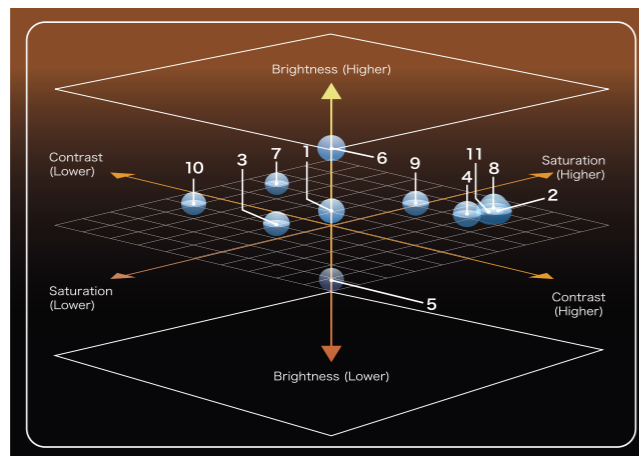 Brightness (Higher)
Contrast
(Lower)
10
3
7
1
6
9
11
4
8
2
Saturation
(Higher)
Saturation
(Lower)
5
Contrast
(Higher)
Brightness (Lower)